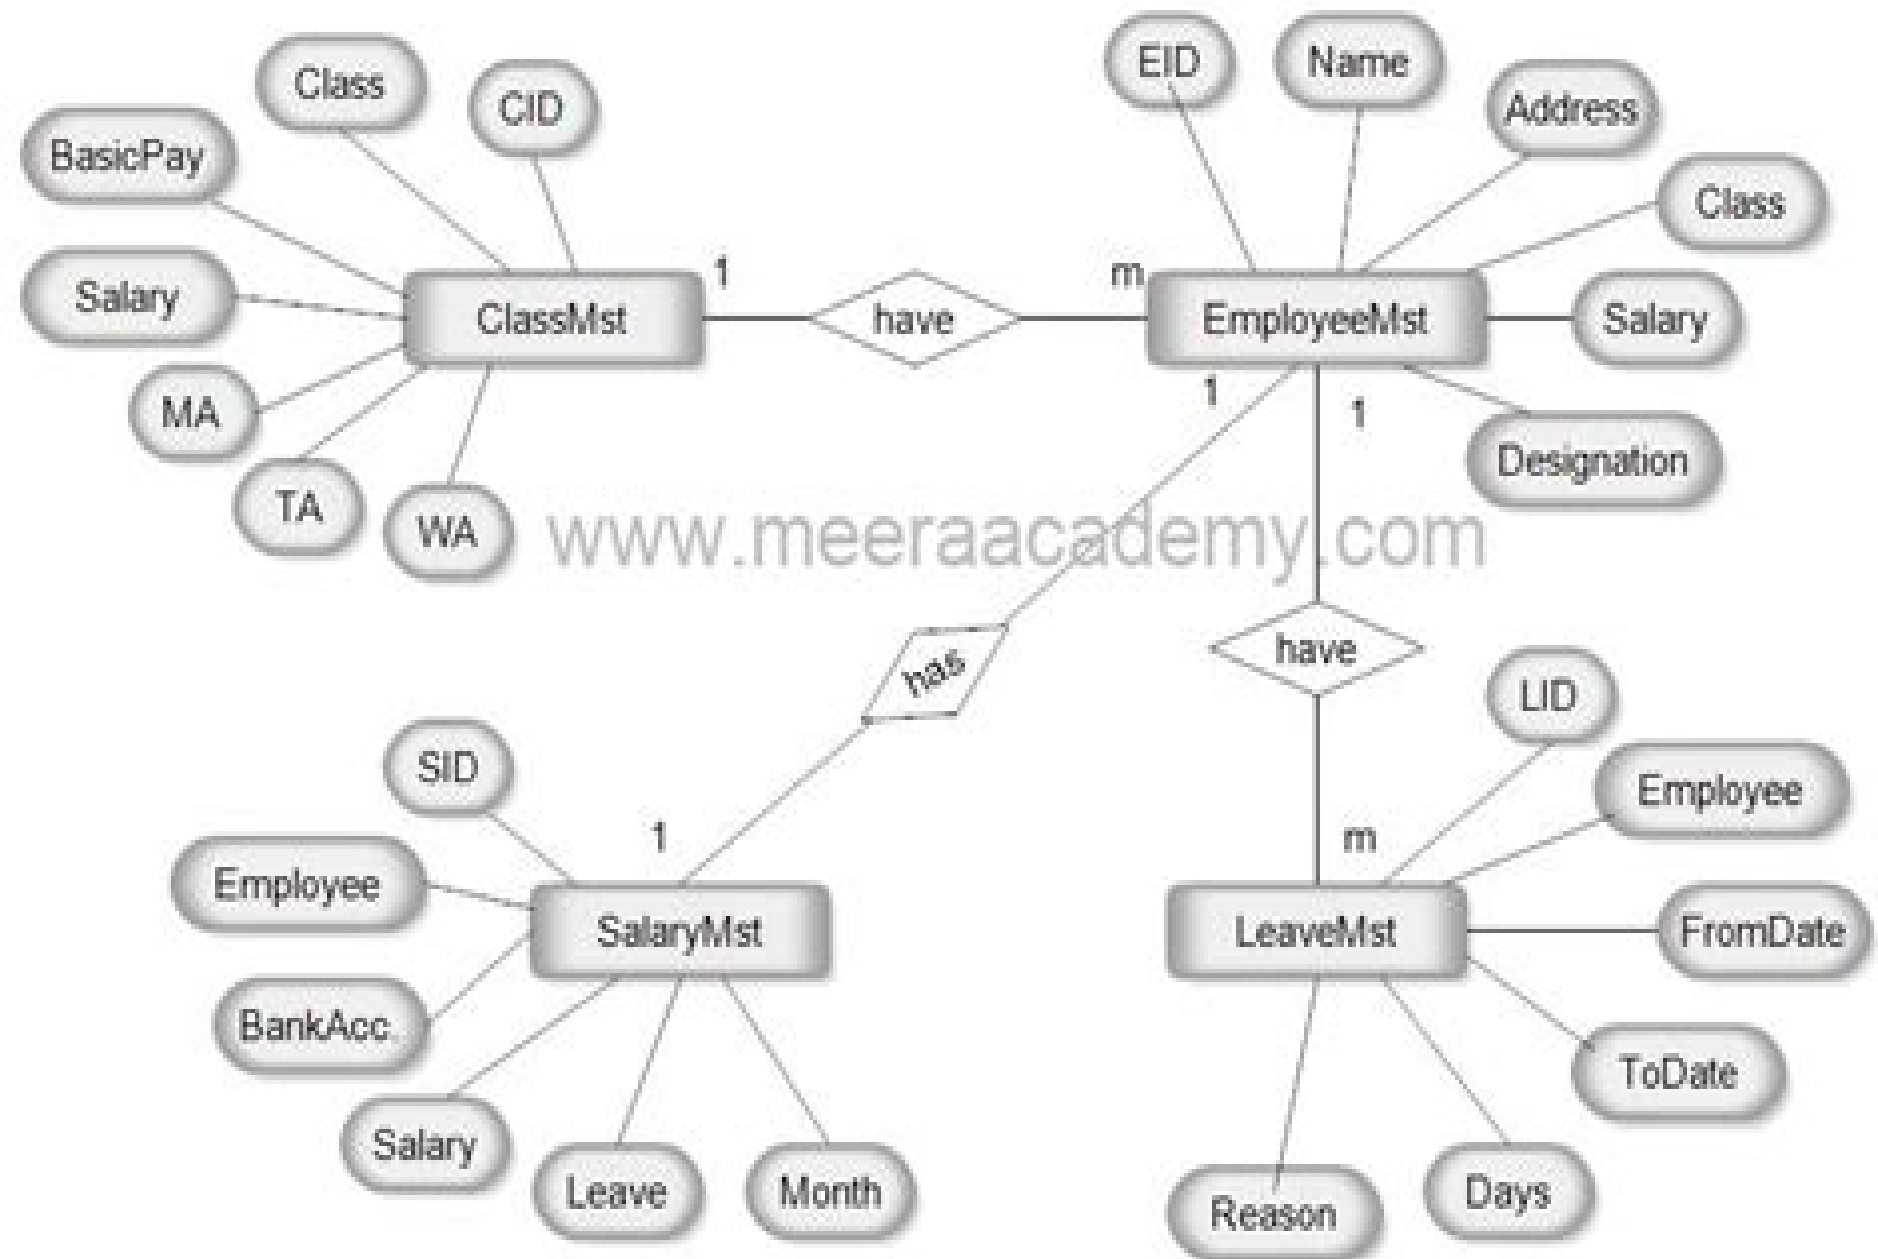 Class
CID
BasicPay
Salary
MA
TA
WA
ClassMst
1
have
m
EmployeeMst
EID
Name
Address
Class
Salary
Designation
1
1
www.meeraacademy.com
has
have
SID
Employee
BankAcc.
Salary
Leave
Month
1
SalaryMst
m
LeaveMst
LID
Employee
FromDate
ToDate
Days
Reason